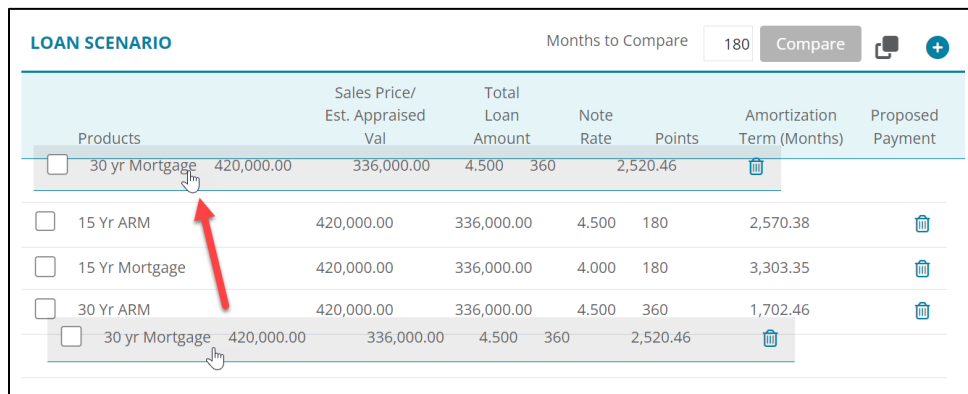 LOAN SCENARIO Months to Compare 180 Compare
Sales Price/ Total
Est. Appraised Loan Note Amortization Proposed
Products Val Amount Rate Points Term (Months) Payment
30 yr Mortgage 420,000.00 336,000.00 4.500 360 2,520.46
15 Yr ARM 420,000.00 336,000.00 4.500 180 2,570.38
15 Yr Mortgage 420,000.00 336,000.00 4.000 180 3,303.35
30 Yr ARM 420,000.00 336,000.00 4.500 360 1,702.46
30 yr Mortgage 420,000.00 336,000.00 4.500 360 2,520.46